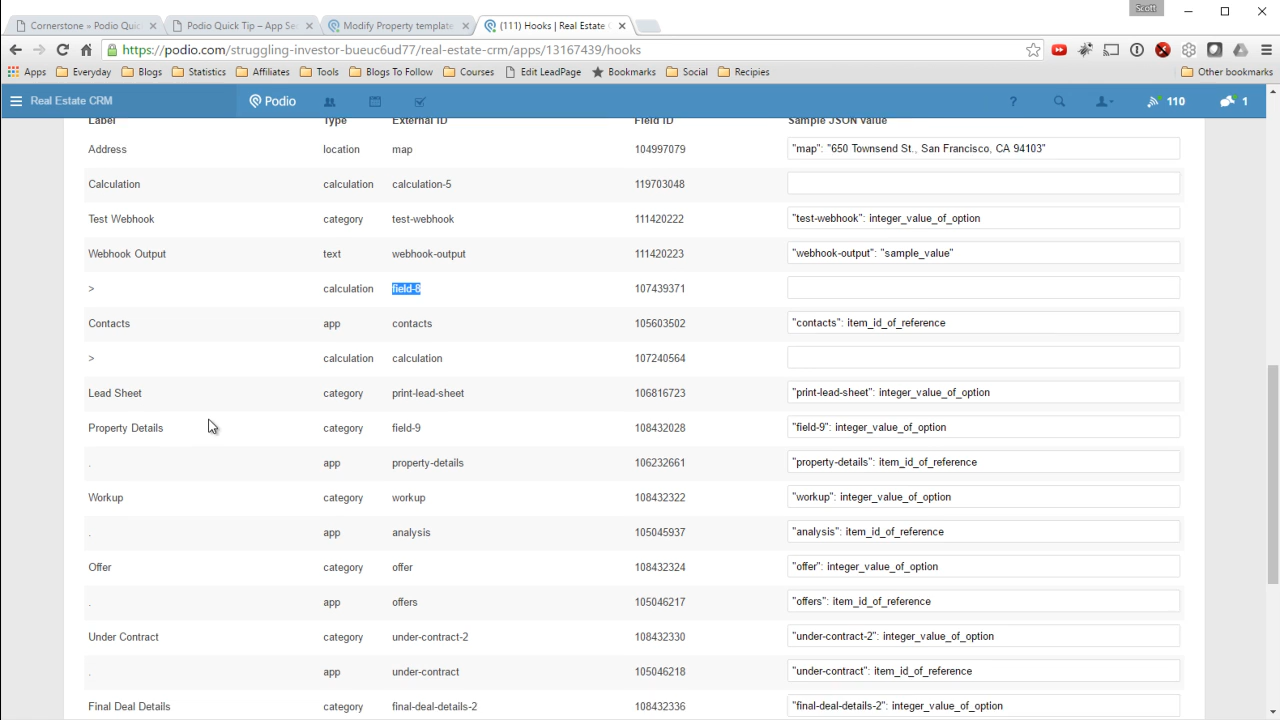 Scott
Cornerstone » Podio Quic
Podio Quick Tip – App Se
Modify Property template
(111) Hooks | Real Estate C
https://podio.com/struggling-investor-bueuc6ud77/real-estate-crm/apps/13167439/hooks
Apps Everyday Blogs Statistics Affiliates Tools Blogs To Follow Courses Edit LeadPage Bookmarks Social Recipies Other bookmarks
Real Estate CRM Podio ? 110 1
Label Type External ID Field ID Sample JSON Value
Address location map 104997079 "map": "650 Townsend St., San Francisco, CA 94103"
Calculation calculation calculation-5 119703048
Test Webhook category test-webhook 111420222 "test-webhook": integer_value_of_option
Webhook Output text webhook-output 111420223 "webhook-output": "sample_value"
> calculation field-8 107439371
Contacts app contacts 105603502 "contacts": item_id_of_reference
> calculation calculation 107240564
Lead Sheet category print-lead-sheet 106816723 "print-lead-sheet": integer_value_of_option
Property Details category field-9 108432028 "field-9": integer_value_of_option
. app property-details 106232661 "property-details": item_id_of_reference
Workup category workup 108432322 "workup": integer_value_of_option
. app analysis 105045937 "analysis": item_id_of_reference
Offer category offer 108432324 "offer": integer_value_of_option
. app offers 105046217 "offers": item_id_of_reference
Under Contract category under-contract-2 108432330 "under-contract-2": integer_value_of_option
. app under-contract 105046218 "under-contract": item_id_of_reference
Final Deal Details category final-deal-details-2 108432336 "final-deal-details-2": integer_value_of_option